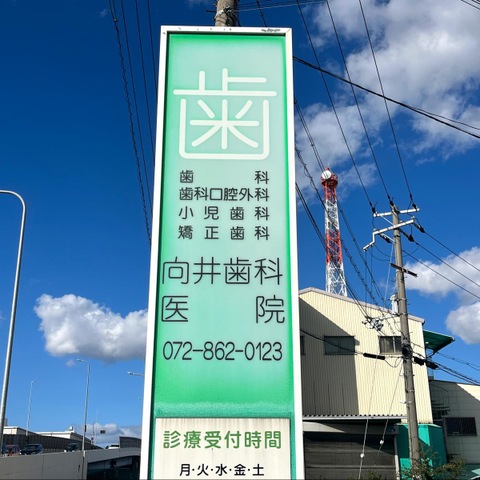 歯
歯科
歯科口腔外科
小児歯科
矯正歯科
向井歯科
医院
072-862-0123
診療受付時間
月・火・水・金・土